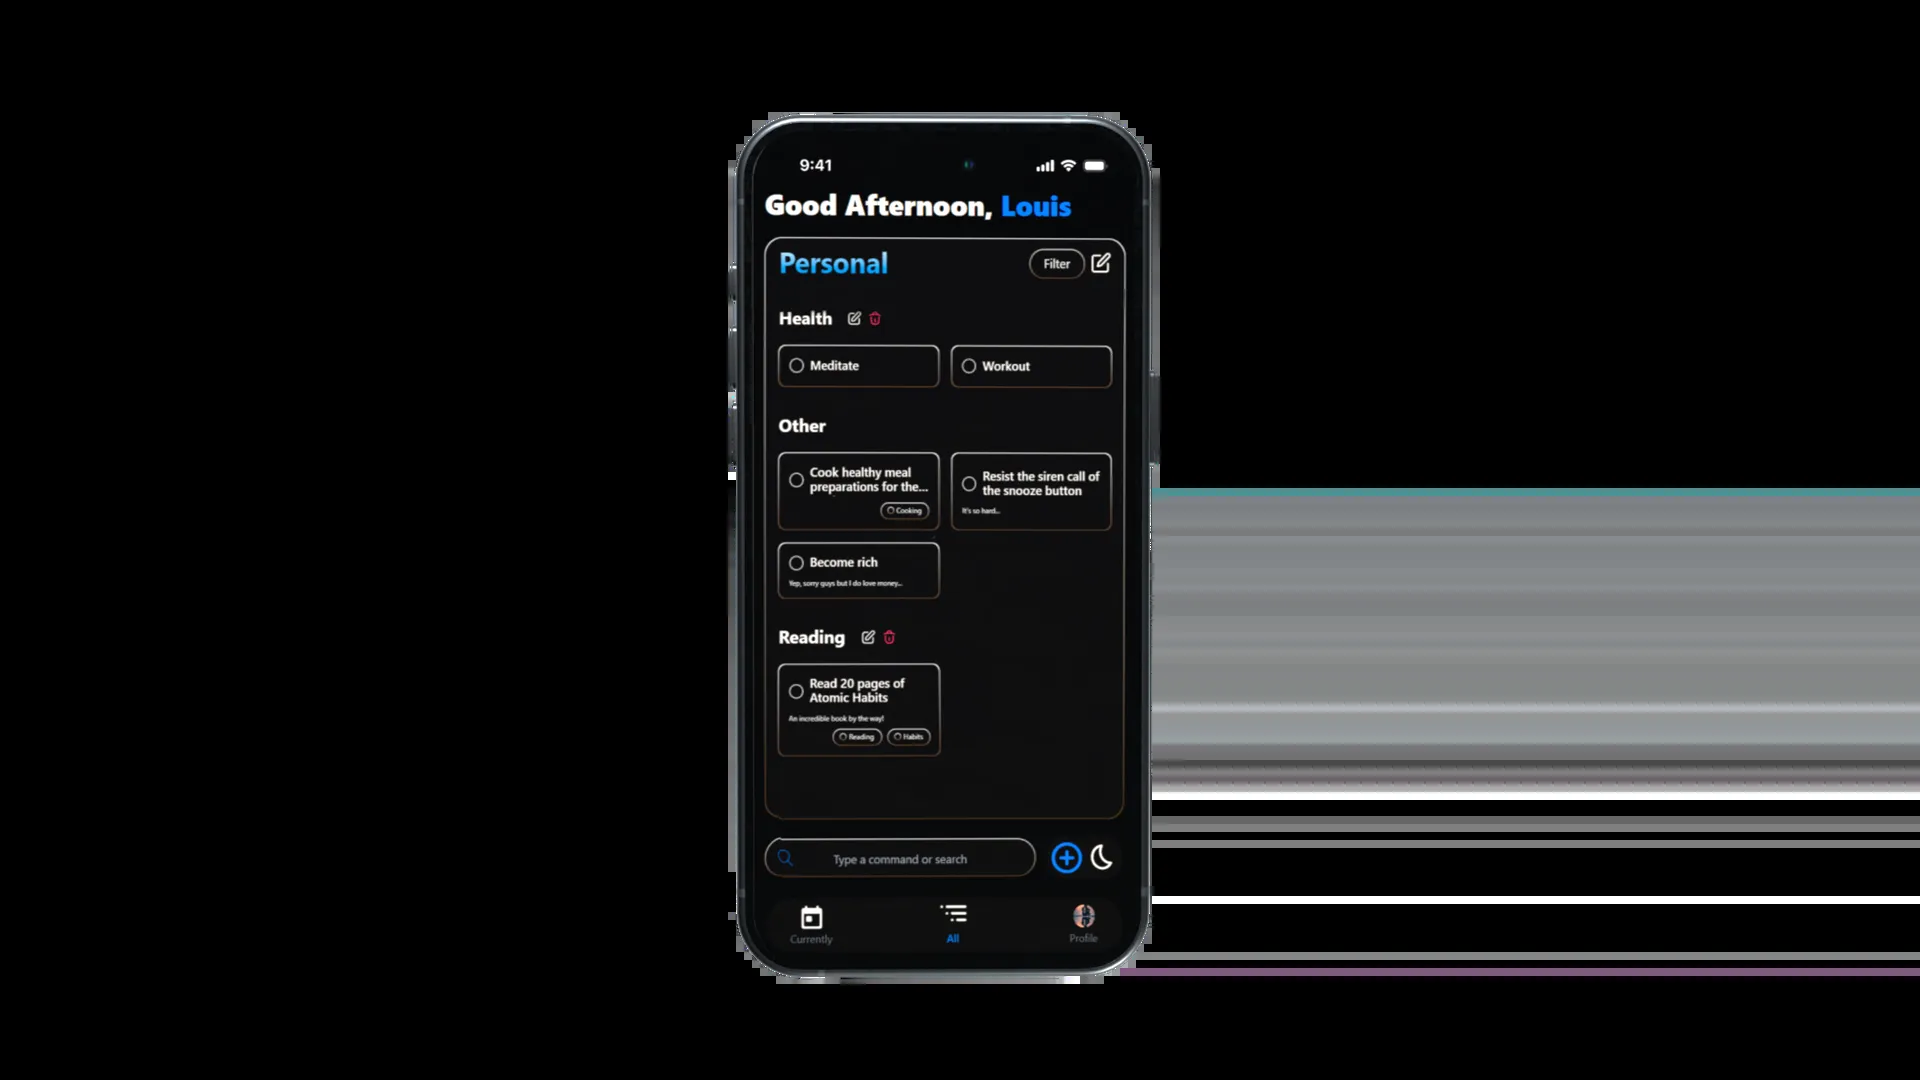 9:41
Good Afternoon, Louis
Personal
Filter
Health
Meditate
Workout
Other
Cook healthy meal
preparations for the...
Cooking
Resist the siren call of
the snooze button
It's so hard...
Become rich
Yep, sorry guys but I do love money...
Reading
Read 20 pages of
Atomic Habits
An incredible book by the way!
Reading
Habits
Type a command or search
Currently
All
Profile